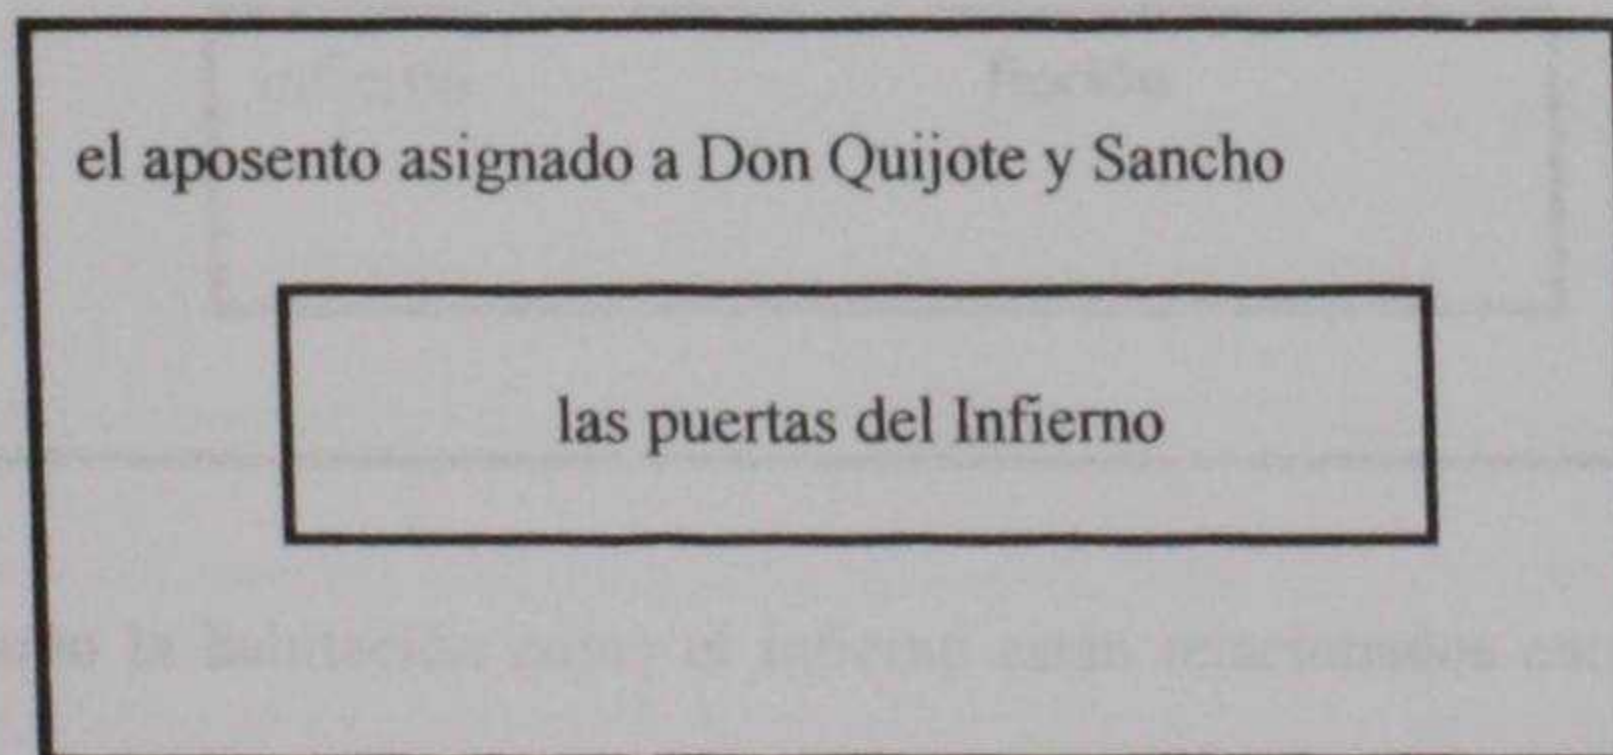 el aposento asignado a Don Quijote y Sancho
las puertas del Infierno